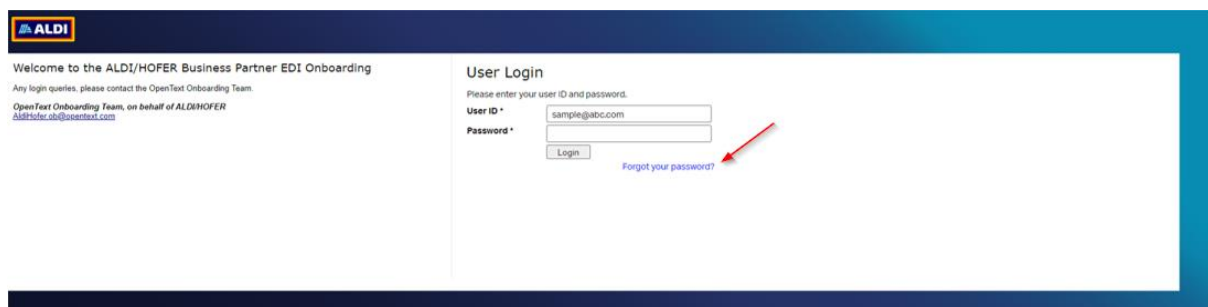 ALDI
Welcome to the ALDI/HOFER Business Partner EDI Onboarding
Any login queries, please contact the OpenText Onboarding Team.
OpenText Onboarding Team, on behalf of ALDI/HOFER
AldiHofer.ob@opentext.com
User Login
Please enter your user ID and password.
User ID *
sample@abc.com
Password *
Login
Forgot your password?